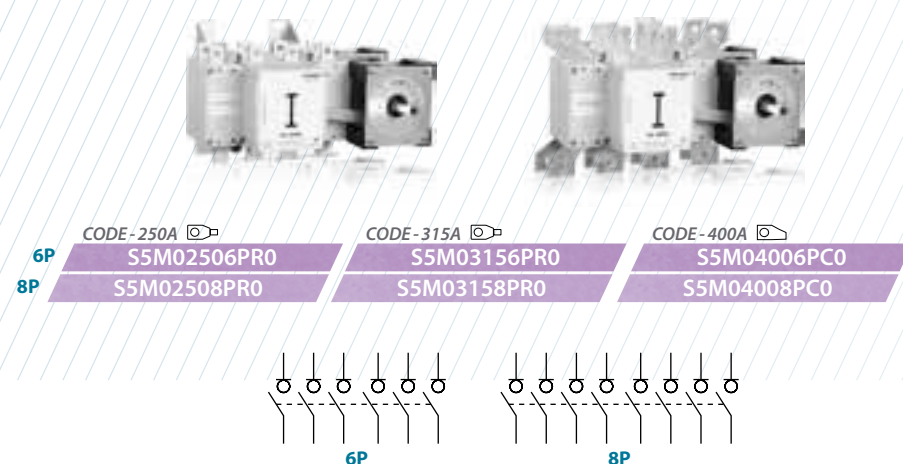 CODE-250A CODE-315A CODE-400A
6P S5M02506PR0 S5M03156PR0 S5M04006PC0
8P S5M02508PR0 S5M03158PR0 S5M04008PC0
6P 8P